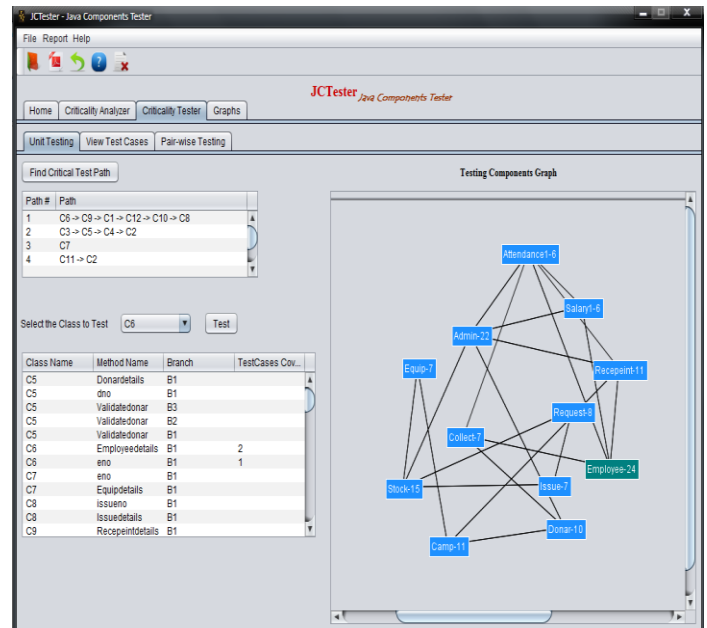 JCTester - Java Components Tester
File Report Help
JCTester Java Components Tester
Home Criticality Analyzer Criticality Tester Graphs
Unit Testing View Test Cases Pair-wise Testing
Find Critical Test Path
Testing Components Graph
Path # Path
1 C6 -> C9 -> C1 -> C12 -> C10 -> C8
2 C3 -> C5 -> C4 -> C2
3 C7
4 C11 -> C2
Select the Class to Test C6 Test
Class Name Method Name Branch TestCases Cov...
C5 Donardetails B1
C5 dno B1
C5 Validatedonar B3
C5 Validatedonar B2
C5 Validatedonar B1
C6 Employeedetails B1 2
C6 eno B1 1
C7 eno B1
C7 Equipdetails B1
C8 issueno B1
C8 Issuedetails B1
C9 Recepeintdetails B1
Attendance1-6
Salary1-6
Admin-22
Equip-7
Recepeint-11
Request-8
Collect-7
Employee-24
Stock-15
Issue-7
Donar-10
Camp-11